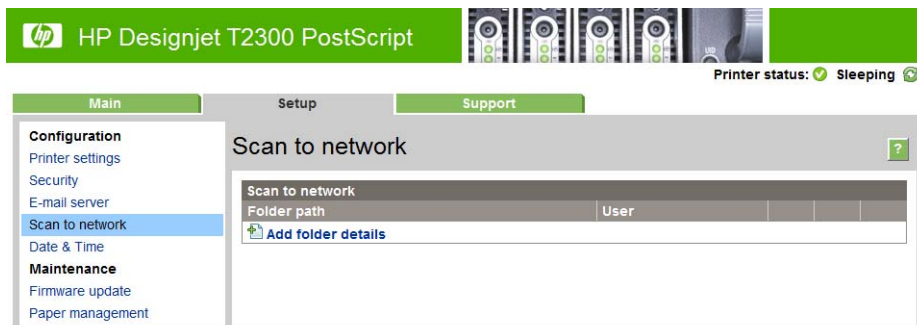 hp HP Designjet T2300 PostScript
UID
Printer status: Sleeping
Main Setup Support
Configuration
Printer settings
Security
E-mail server
Scan to network
Date & Time
Maintenance
Firmware update
Paper management
Scan to network ?
Scan to network
Folder path User
Add folder details